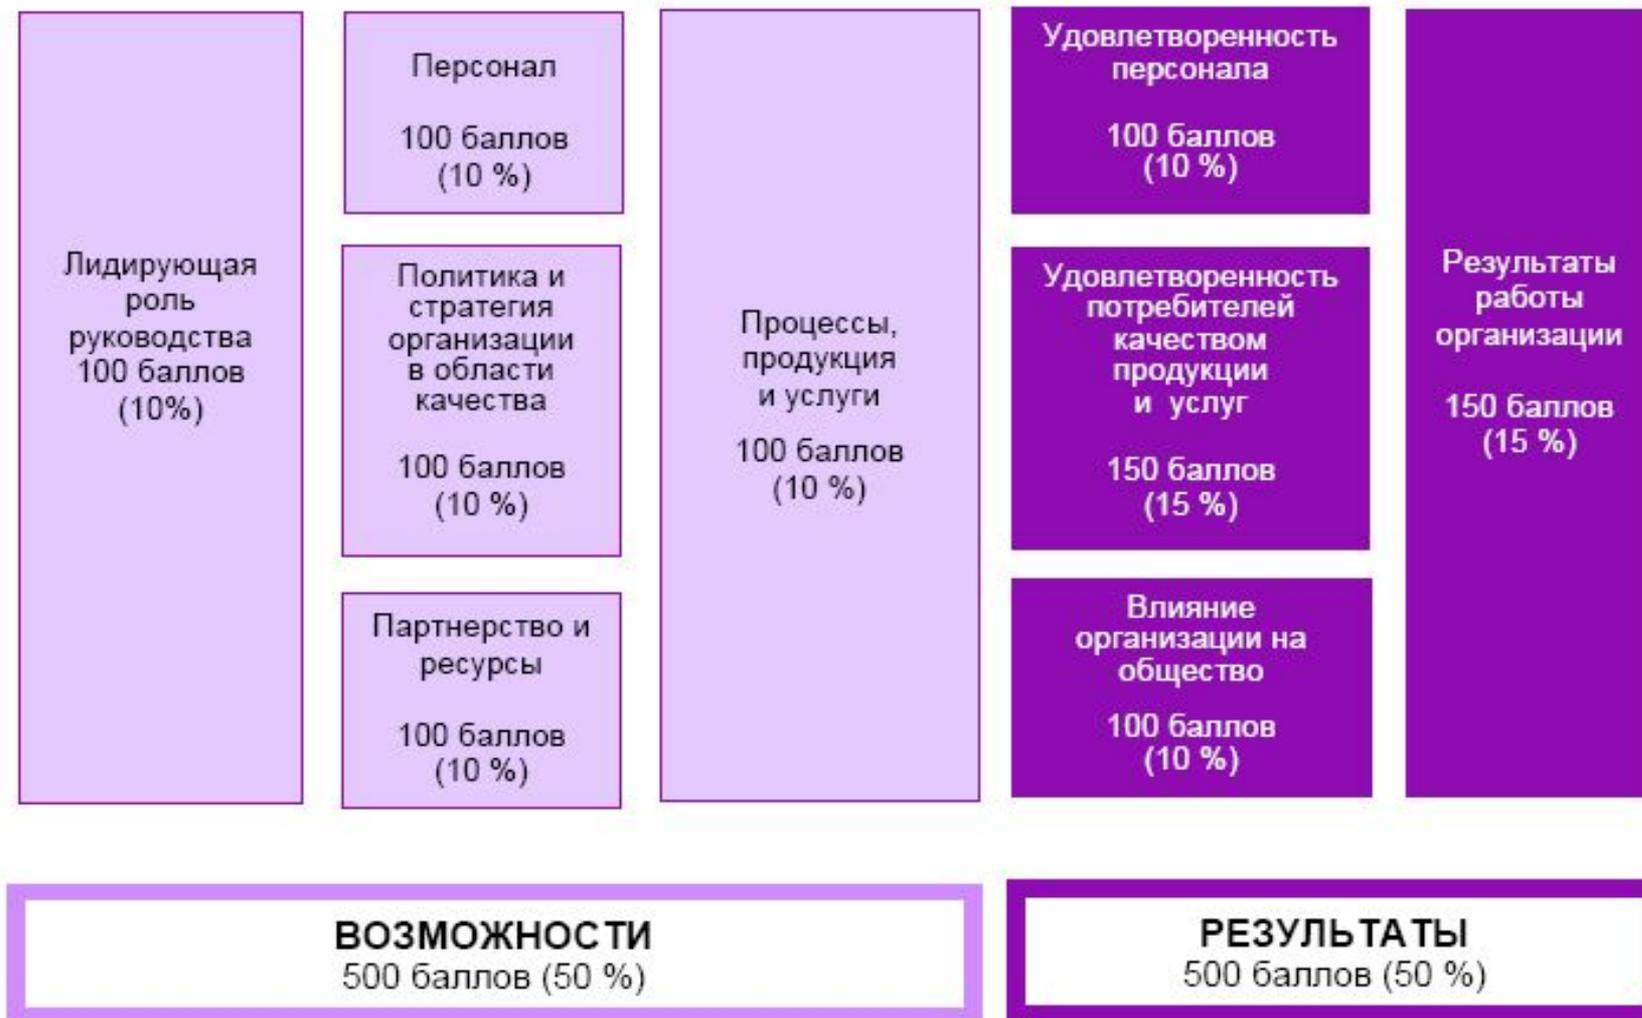 Лидирующая
роль
руководства
100 баллов
(10%)
Персонал
100 баллов
(10 %)
Политика и
стратегия
организации
в области
качества
100 баллов
(10 %)
Партнерство и
ресурсы
100 баллов
(10 %)
Процессы,
продукция
и услуги
100 баллов
(10 %)
Удовлетворенность
персонала
100 баллов
(10 %)
Удовлетворенность
потребителей
качеством
продукции
и услуг
150 баллов
(15 %)
Влияние
организации на
общество
100 баллов
(10 %)
Результаты
работы
организации
150 баллов
(15 %)
ВОЗМОЖНОСТИ
500 баллов (50 %)
РЕЗУЛЬТАТЫ
500 баллов (50 %)